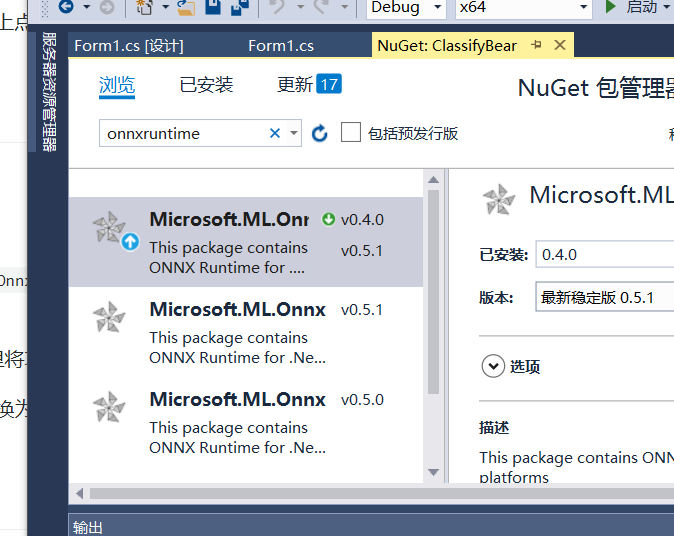 上点
Debug
x64
启动
服务器资源管理器
Form1.cs [设计]
Form1.cs
NuGet: ClassifyBear
浏览
已安装
更新 17
NuGet 包管理器
onnxruntime
包括预发行版
Microsoft.ML.Onr
v0.4.0
This package contains
v0.5.1
ONNX Runtime for ....
Microsoft.ML.Onnx
v0.5.1
This package contains
ONNX Runtime for .Ne...
Microsoft.ML.Onnx
v0.5.0
This package contains
ONNX Runtime for .Ne...
Microsoft.ML
已安装:
0.4.0
版本:
最新稳定版 0.5.1
选项
描述
This package contains ONN
platforms
Onnx
将
换为
输出